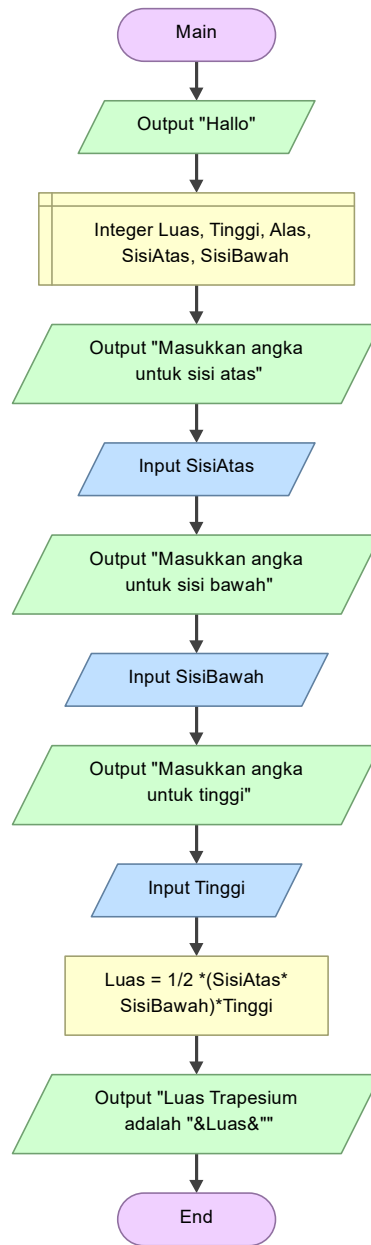 Main
Output "Hallo"
Integer Luas, Tinggi, Alas,
SisiAtas, SisiBawah
Output "Masukkan angka
untuk sisi atas"
Input SisiAtas
Output "Masukkan angka
untuk sisi bawah"
Input SisiBawah
Output "Masukkan angka
untuk tinggi"
Input Tinggi
Luas = 1/2 *(SisiAtas*
SisiBawah)*Tinggi
Output "Luas Trapesium
adalah "&Luas&""
End